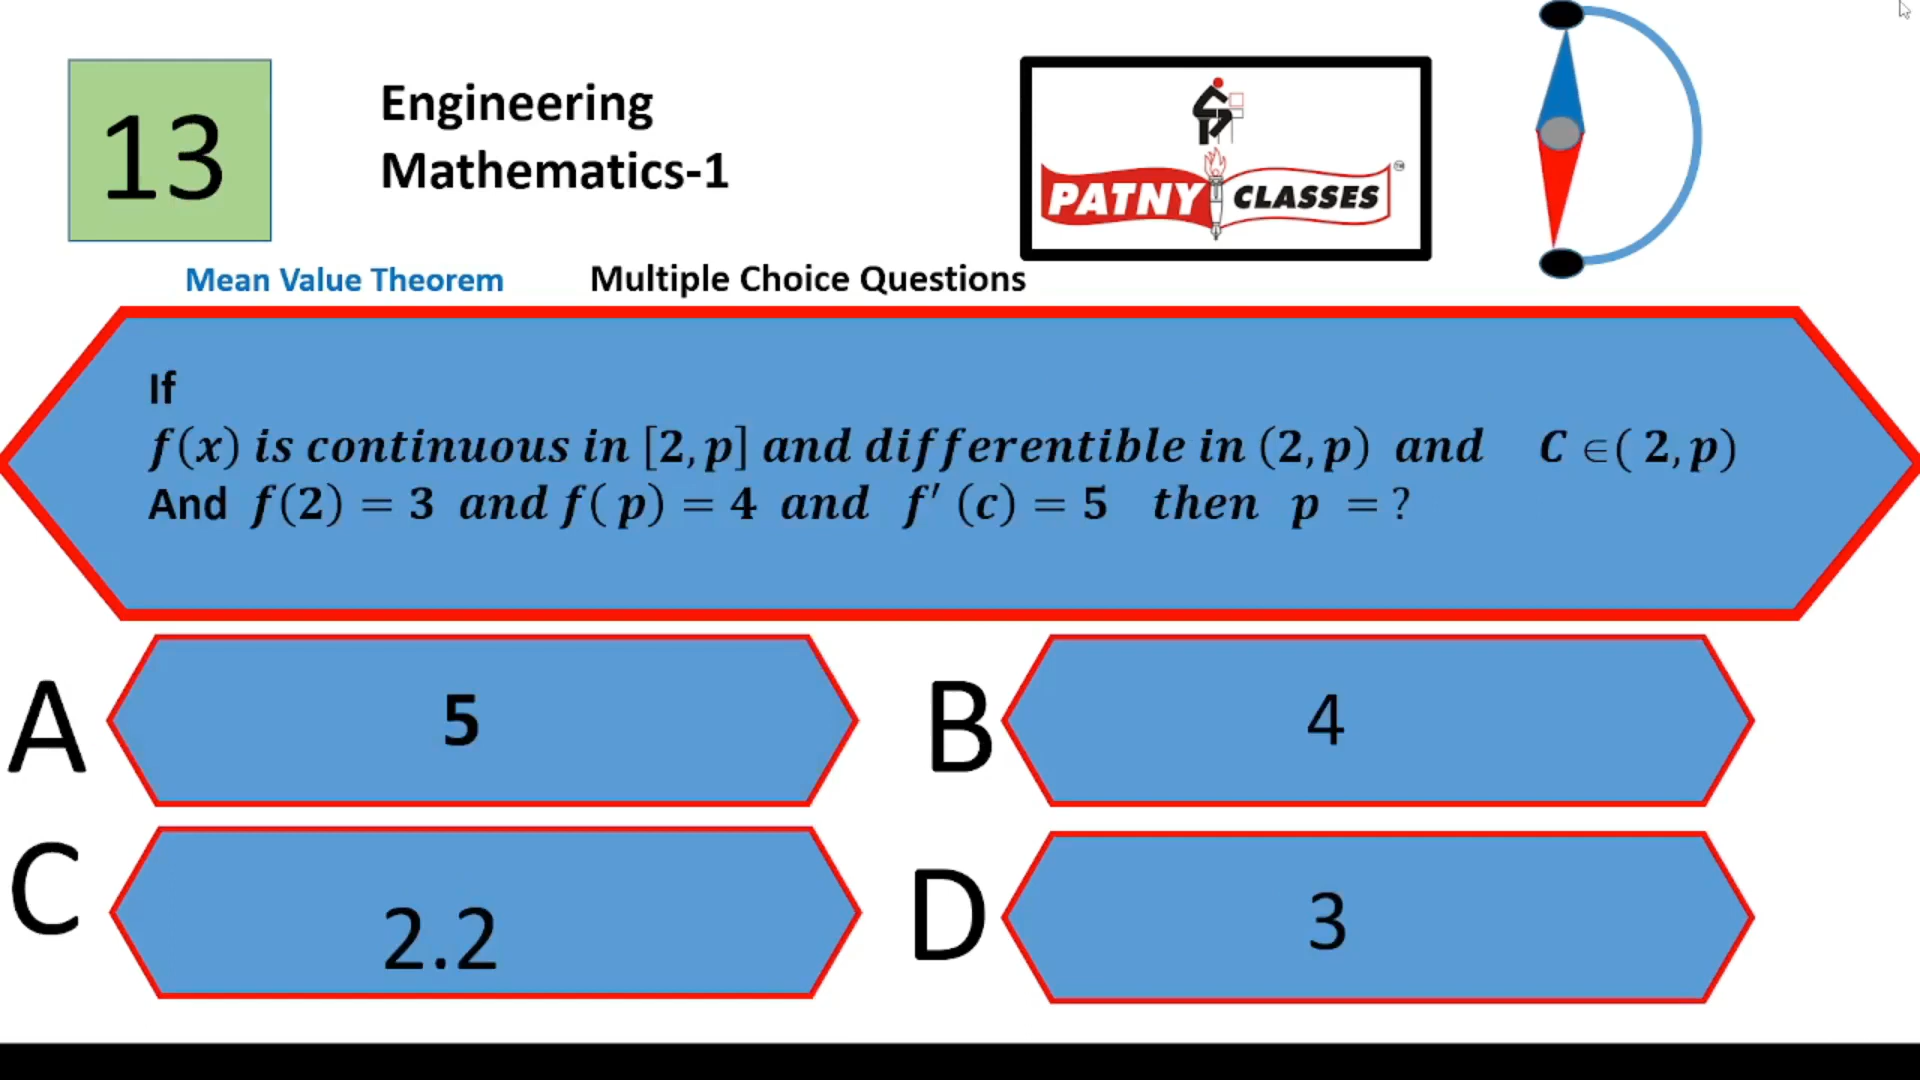 13
Engineering
Mathematics-1
PATNY CLASSES
TM
Mean Value Theorem
Multiple Choice Questions
If
f(x) is continuous in [2,p] and differentible in (2,p) and C ∈( 2,p)
And f(2) = 3 and f( p) = 4 and f′ (c) = 5 then p = ?
A
5
B
4
C
2.2
D
3